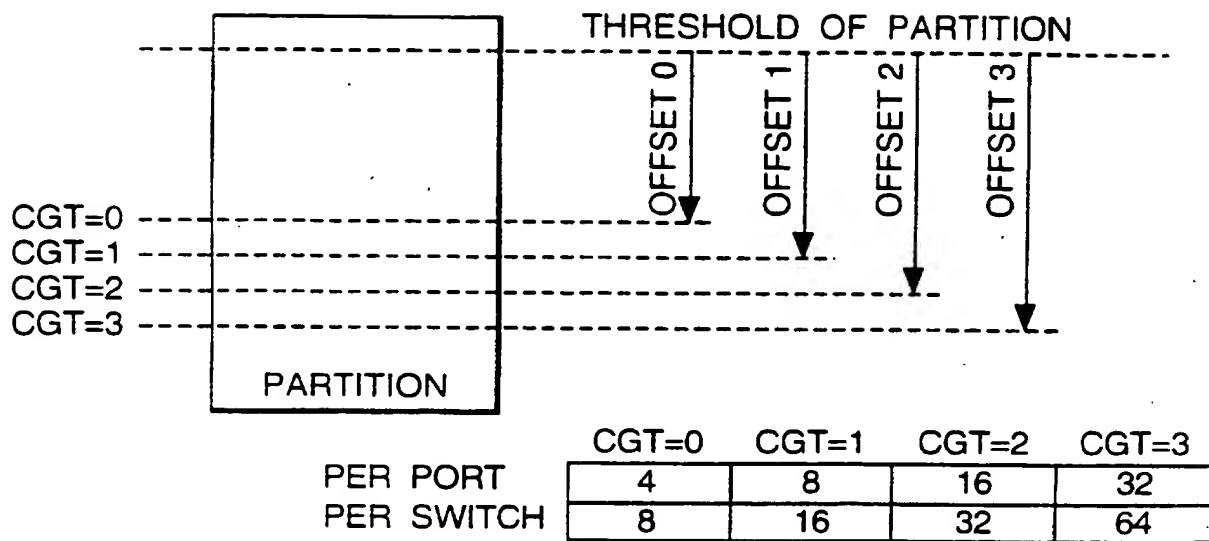 THRESHOLD OF PARTITION
OFFSET 0
OFFSET 1
OFFSET 2
OFFSET 3
CGT=0
CGT=1
CGT=2
CGT=3
PARTITION
CGT=0 CGT=1 CGT=2 CGT=3
PER PORT 4 8 16 32
PER SWITCH 8 16 32 64